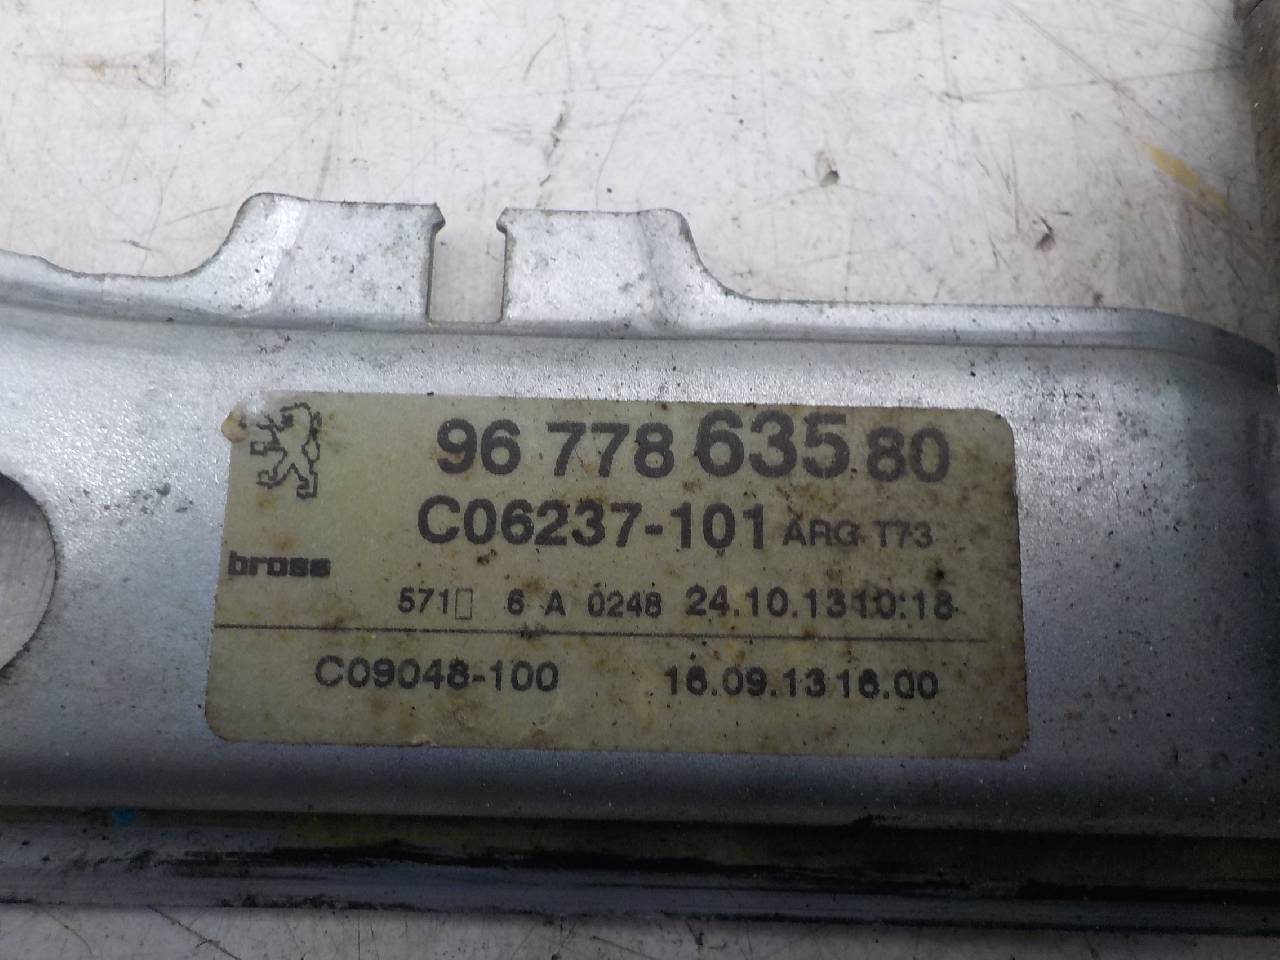 96 778 635 80
C06237-101 ARG T73
bross
571▯ 6 A 0248 24.10.13 10:18
C09048-100 16.09.13 16.00